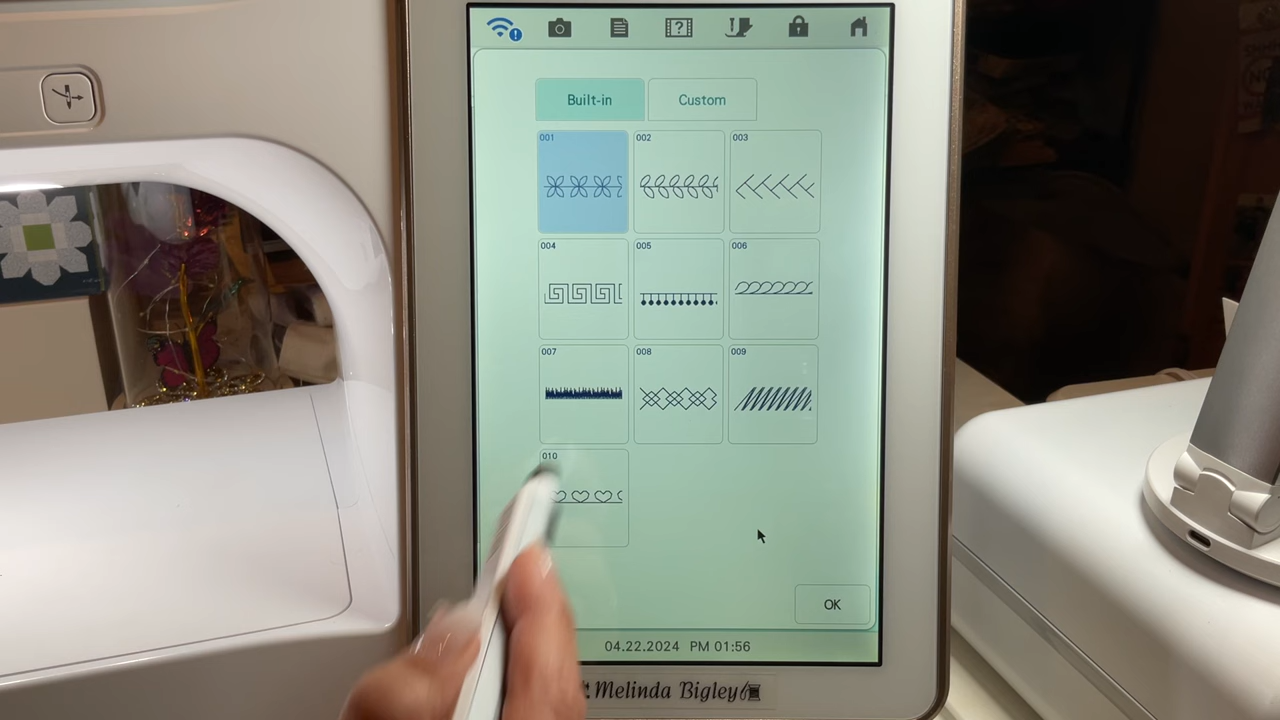 Built-in Custom
001 002 003
004 005 006
007 008 009
010
OK
04.22.2024 PM 01:56
Melinda Bigley